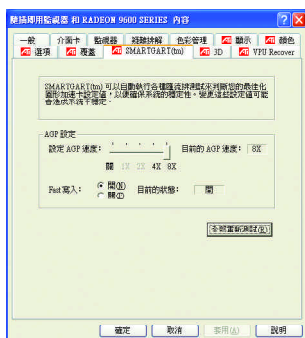 隨插即用監視器 和 RADEON 9600 SERIES 內容
一般 介面卡 監視器 疑難排解 色彩管理 顯示 顏色
選項 覆蓋 SMARTGART(tm) 3D VPU Recover
SMARTGART(tm) 可以自動執行各種匯流排測試來判斷您的最佳化
圖形加速卡設定值，以便確保系統的穩定性。變更這些設定值可能
會造成系統不穩定。
AGP 設定
設定 AGP 速度: 目前的 AGP 速度: 8X
關 1X 2X 4X 8X
Fast 寫入: 開(N) 目前的狀態: 開
關(F)
全部重新測試(R)
確定 取消 套用(A) 說明